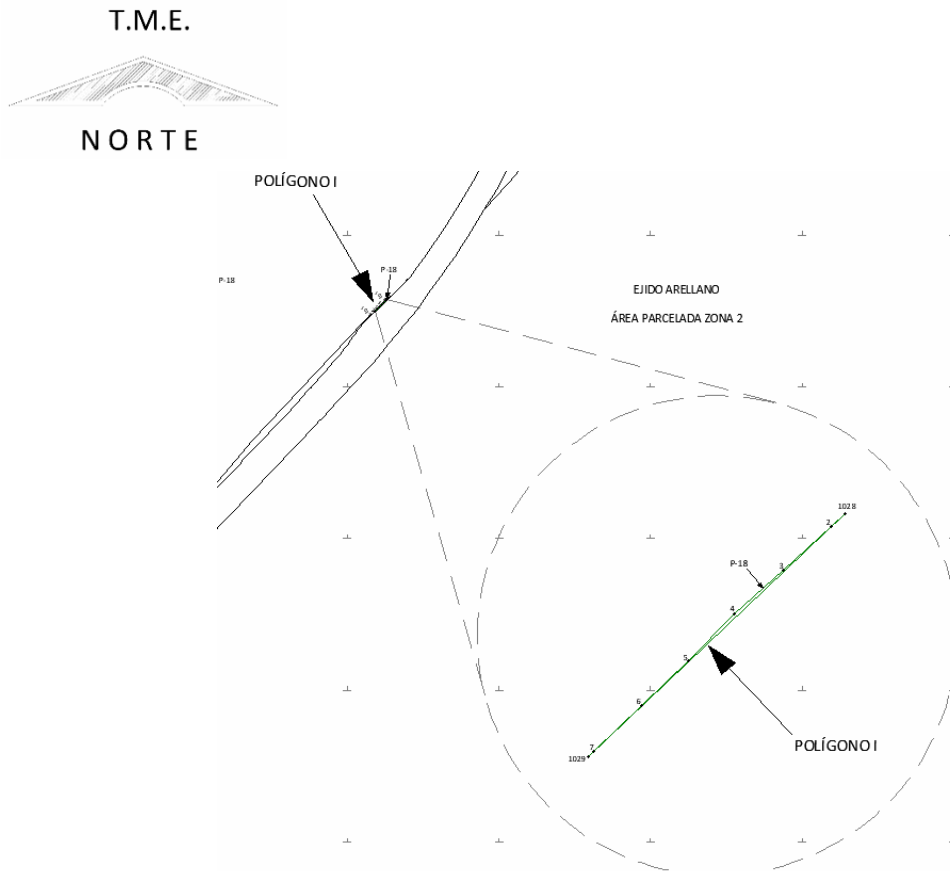 T.M.E.
NORTE
POLÍGONO I
P-18
P-18
EJIDO ARELLANO
ÁREA PARCELADA ZONA 2
1028
2
P-18
3
4
5
6
7
1029
POLÍGONO I